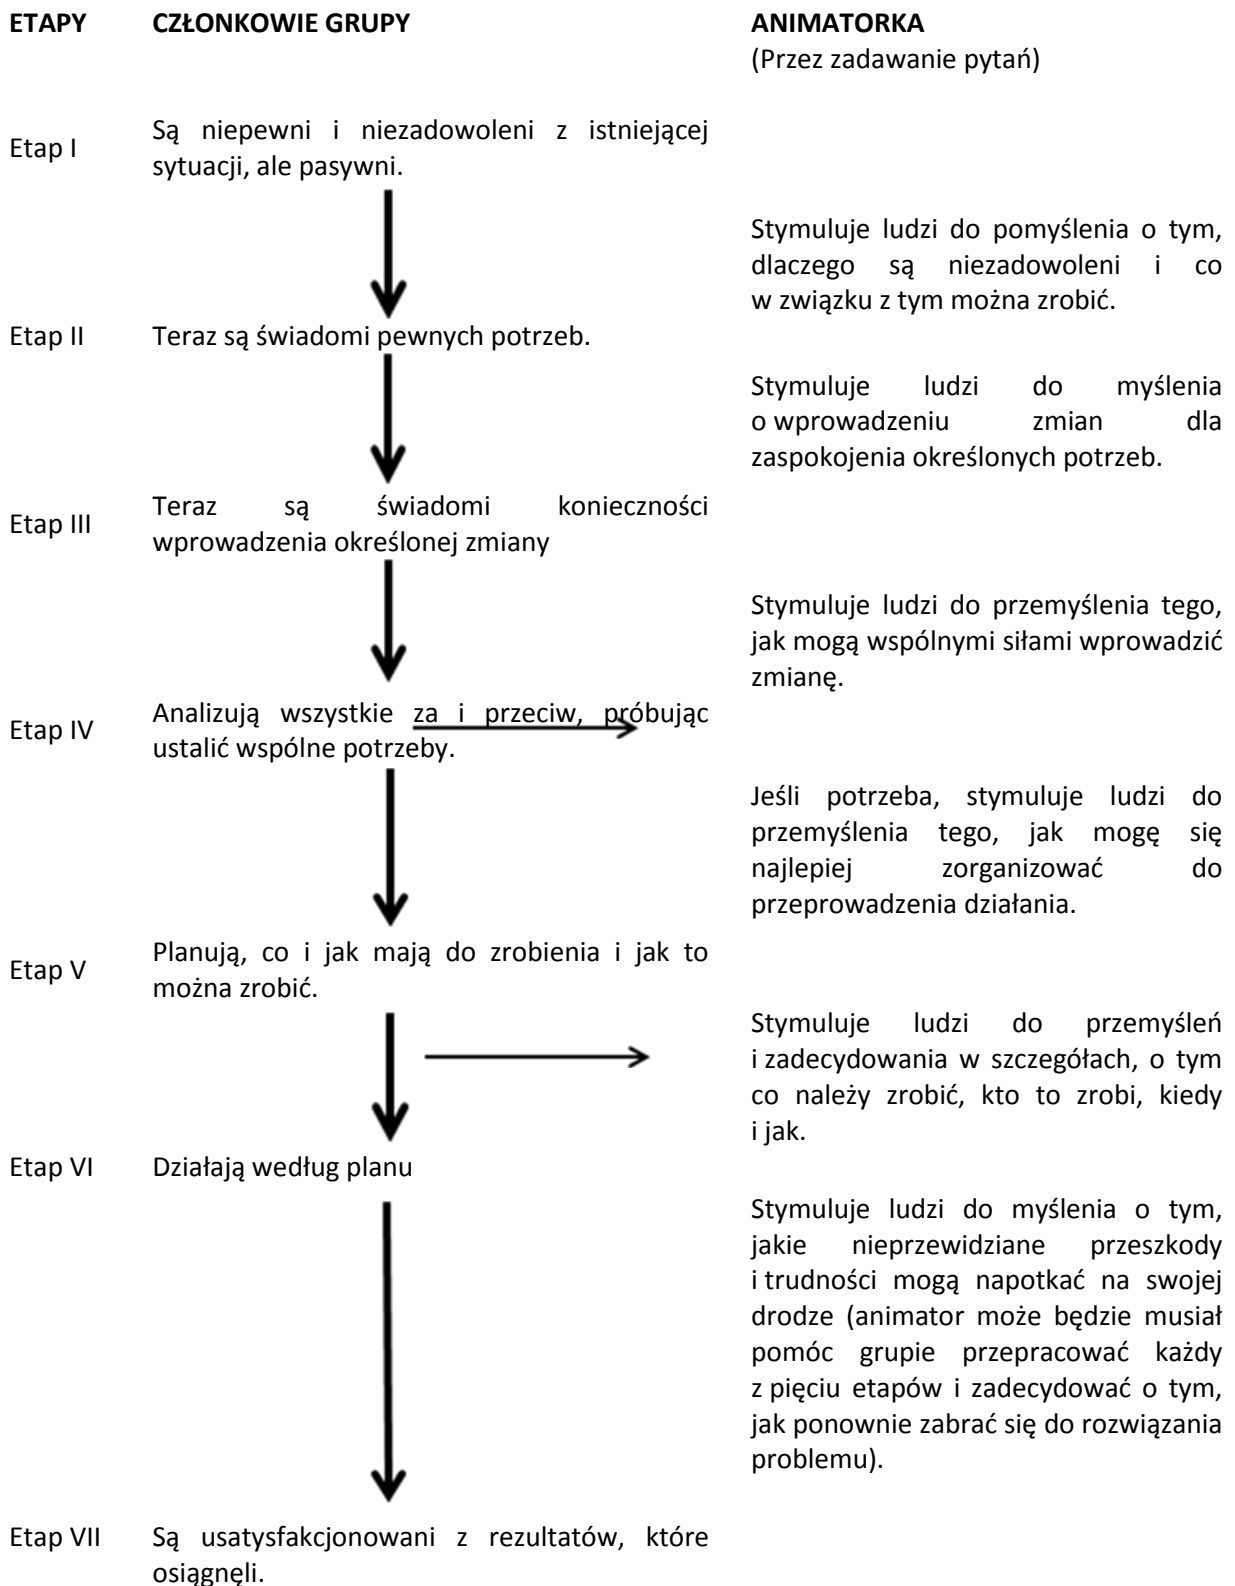 ETAPY CZŁONKOWIE GRUPY ANIMATORKA
(Przez zadawanie pytań)
Etap I
Są niepewni i niezadowoleni z istniejącej
sytuacji, ale pasywni.
Stymuluje ludzi do pomyślenia o tym,
dlaczego są niezadowoleni i co
w związku z tym można zrobić.
Etap II
Teraz są świadomi pewnych potrzeb.
Stymuluje ludzi do myślenia
o wprowadzeniu zmian dla
zaspokojenia określonych potrzeb.
Etap III
Teraz są świadomi konieczności
wprowadzenia określonej zmiany
Stymuluje ludzi do przemyślenia tego,
jak mogą wspólnymi siłami wprowadzić
zmianę.
Etap IV
Analizują wszystkie za i przeciw, próbując
ustalić wspólne potrzeby.
Jeśli potrzeba, stymuluje ludzi do
przemyślenia tego, jak mogę się
najlepiej zorganizować do
przeprowadzenia działania.
Etap V
Planują, co i jak mają do zrobienia i jak to
można zrobić.
Stymuluje ludzi do przemyśleń
i zadecydowania w szczegółach, o tym
co należy zrobić, kto to zrobi, kiedy
i jak.
Etap VI
Działają według planu
Stymuluje ludzi do myślenia o tym,
jakie nieprzewidziane przeszkody
i trudności mogą napotkać na swojej
drodze (animator może będzie musiał
pomóc grupie przepracować każdy
z pięciu etapów i zadecydować o tym,
jak ponownie zabrać się do rozwiązania
problemu).
Etap VII
Są usatysfakcjonowani z rezultatów, które
osiągnęli.